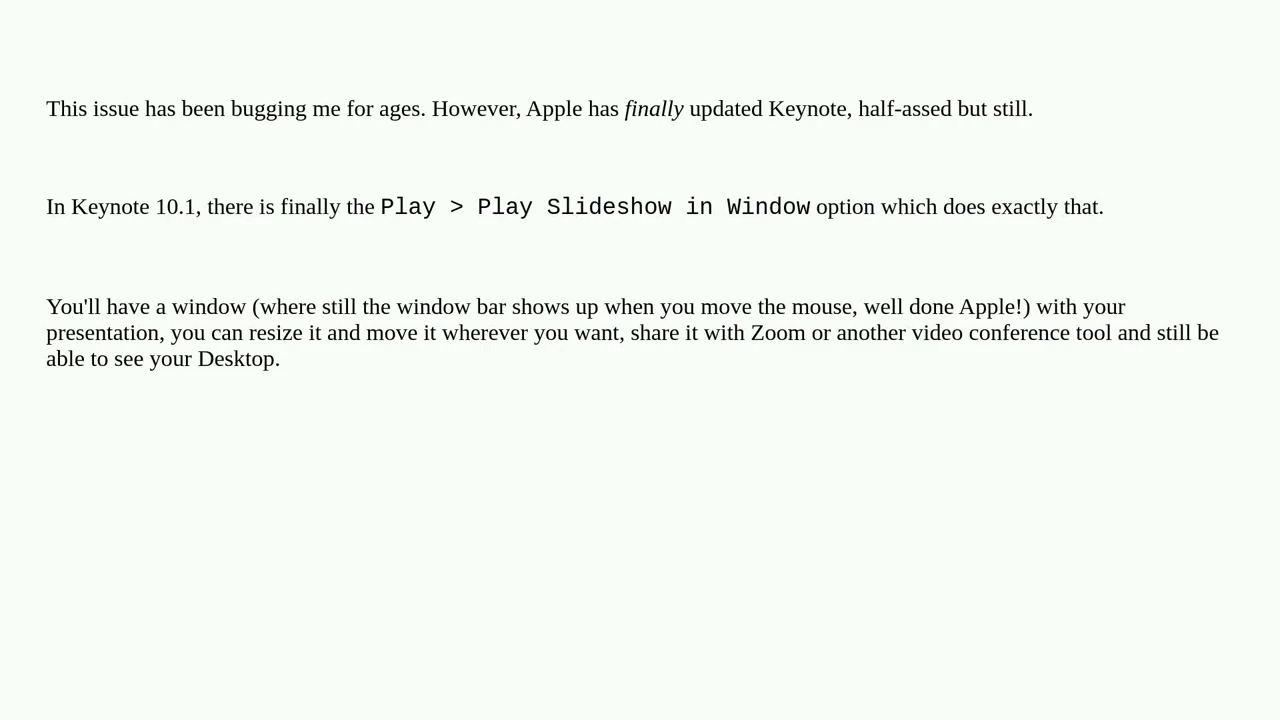 This issue has been bugging me for ages. However, Apple has finally updated Keynote, half-assed but still.
In Keynote 10.1, there is finally the Play > Play Slideshow in Window option which does exactly that.
You'll have a window (where still the window bar shows up when you move the mouse, well done Apple!) with your
presentation, you can resize it and move it wherever you want, share it with Zoom or another video conference tool and still be
able to see your Desktop.